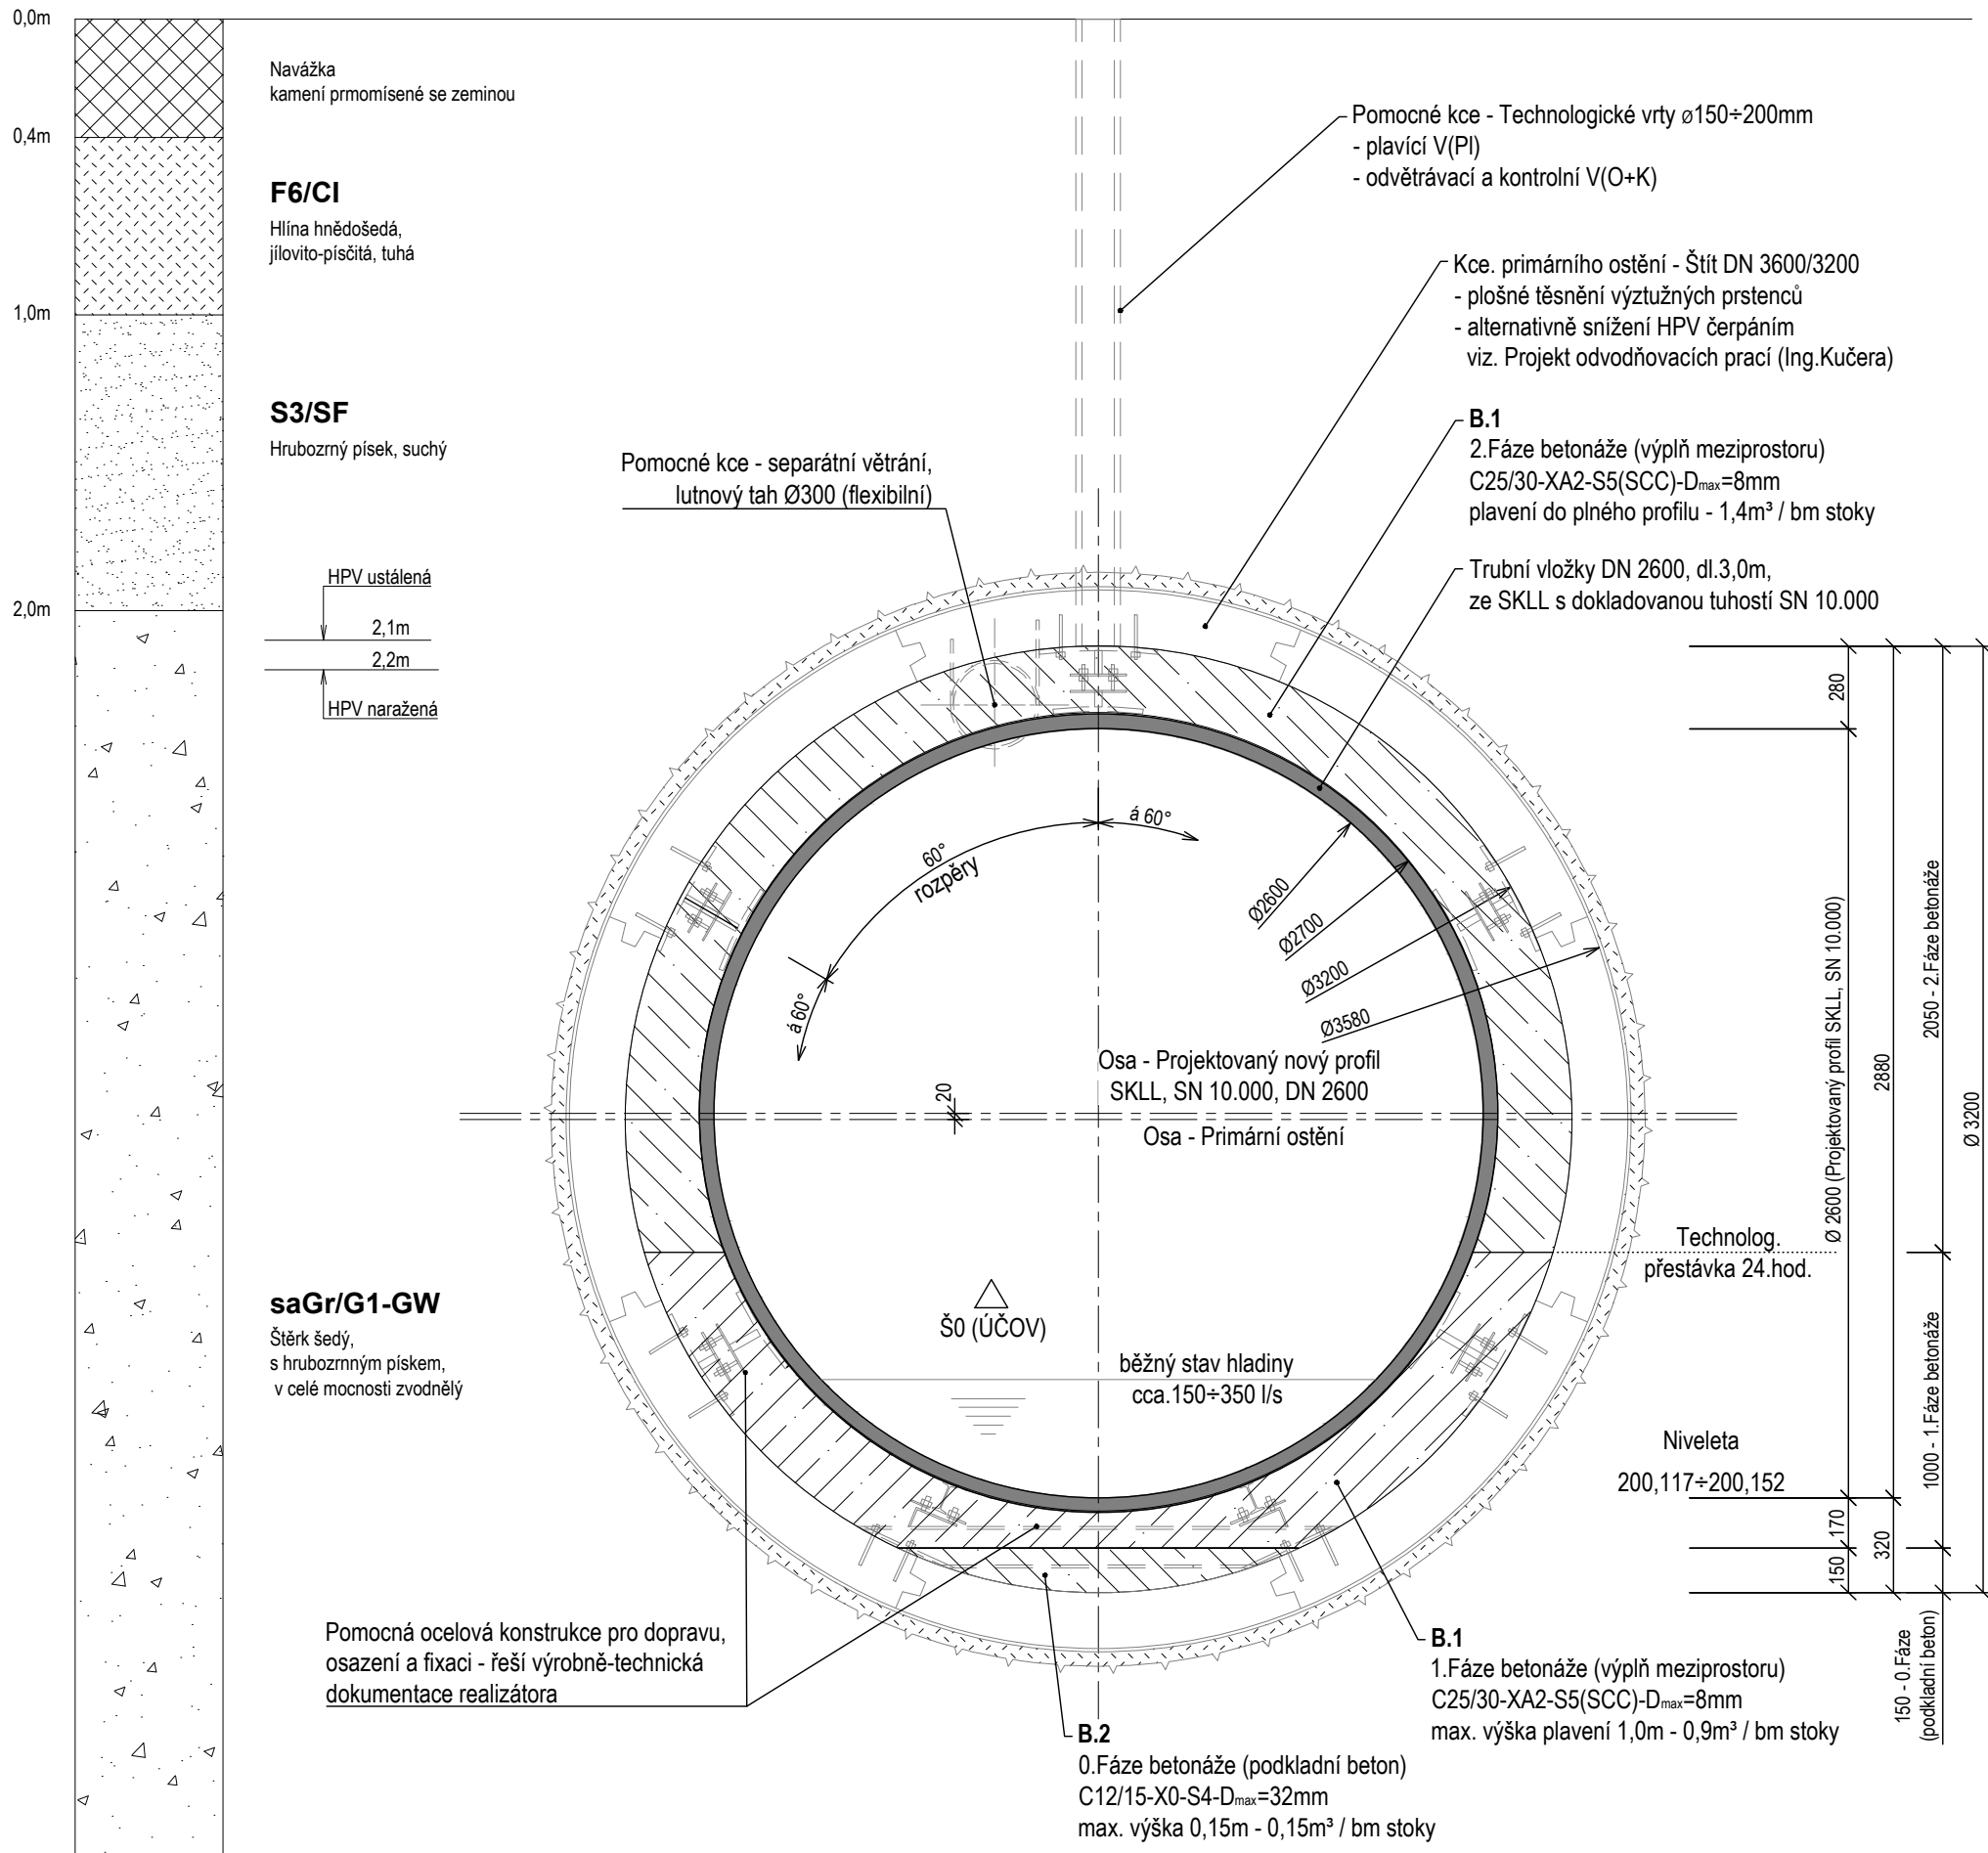 0,0m
Navážka
kamení prmomísené se zeminou
0,4m
F6/CI
Hlína hnědošedá,
jílovito-písčitá, tuhá
1,0m
S3/SF
Hrubozrný písek, suchý
HPV ustálená
2,0m
2,1m
2,2m
HPV naražená
saGr/G1-GW
Štěrk šedý,
s hrubozrnným pískem,
v celé mocnosti zvodnělý
Pomocné kce - Technologické vrty ø150÷200mm
- plavící V(Pl)
- odvětrávací a kontrolní V(O+K)
Kce. primárního ostění - Štít DN 3600/3200
- plošné těsnění výztužných prstenců
- alternativně snížení HPV čerpáním
viz. Projekt odvodňovacích prací (Ing.Kučera)
B.1
2.Fáze betonáže (výplň meziprostoru)
C25/30-XA2-S5(SCC)-Dmax=8mm
plavení do plného profilu - 1,4m³ / bm stoky
Trubní vložky DN 2600, dl.3,0m,
ze SKLL s dokladovanou tuhostí SN 10.000
Pomocné kce - separátní větrání,
lutnový tah Ø300 (flexibilní)
á 60°
60°
rozpěry
á 60°
Ø2600
Ø2700
Ø3200
Ø3580
Osa - Projektovaný nový profil
SKLL, SN 10.000, DN 2600
20
Osa - Primární ostění
Š0 (ÚČOV)
běžný stav hladiny
cca.150÷350 l/s
Technolog.
přestávka 24.hod.
Niveleta
200,117÷200,152
280
Ø 2600 (Projektovaný profil SKLL, SN 10.000)
170
150
2880
320
2050 - 2.Fáze betonáže
1000 - 1.Fáze betonáže
150 - 0.Fáze
(podkladní beton)
Ø 3200
Pomocná ocelová konstrukce pro dopravu,
osazení a fixaci - řeší výrobně-technická
dokumentace realizátora
B.1
1.Fáze betonáže (výplň meziprostoru)
C25/30-XA2-S5(SCC)-Dmax=8mm
max. výška plavení 1,0m - 0,9m³ / bm stoky
B.2
0.Fáze betonáže (podkladní beton)
C12/15-X0-S4-Dmax=32mm
max. výška 0,15m - 0,15m³ / bm stoky